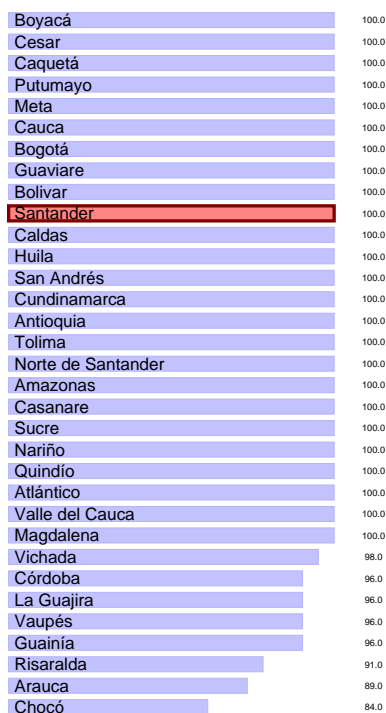 Boyacá 100.0
Cesar 100.0
Caquetá 100.0
Putumayo 100.0
Meta 100.0
Cauca 100.0
Bogotá 100.0
Guaviare 100.0
Bolivar 100.0
Santander 100.0
Caldas 100.0
Huila 100.0
San Andrés 100.0
Cundinamarca 100.0
Antioquia 100.0
Tolima 100.0
Norte de Santander 100.0
Amazonas 100.0
Casanare 100.0
Sucre 100.0
Nariño 100.0
Quindío 100.0
Atlántico 100.0
Valle del Cauca 100.0
Magdalena 100.0
Vichada 98.0
Córdoba 96.0
La Guajira 96.0
Vaupés 96.0
Guainía 96.0
Risaralda 91.0
Arauca 89.0
Chocó 84.0